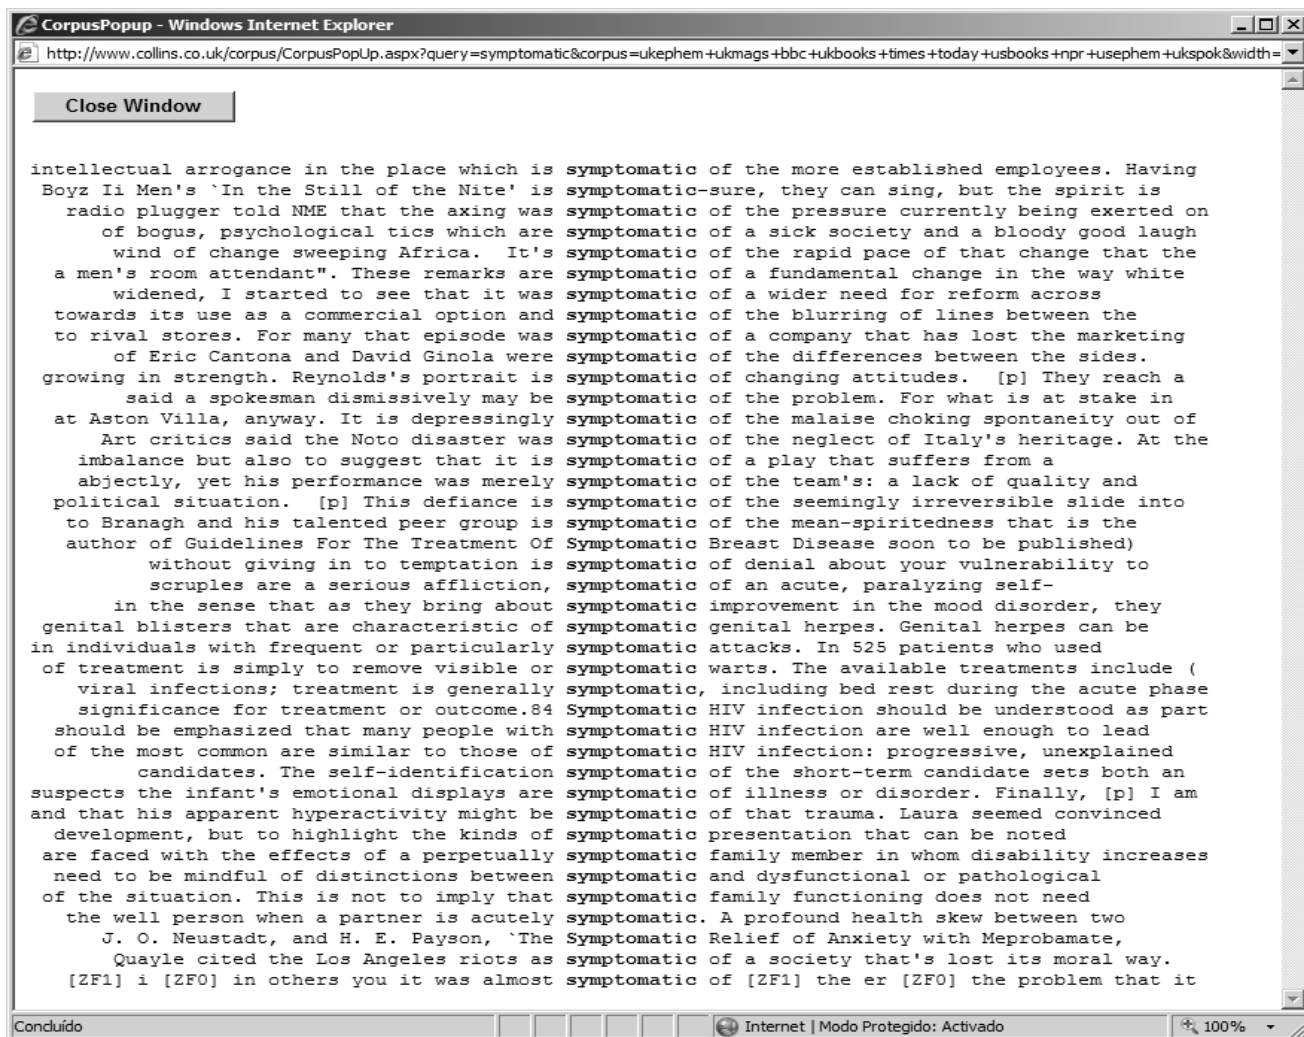 CorpusPopup - Windows Internet Explorer
http://www.collins.co.uk/corpus/CorpusPopUp.aspx?query=symptomatic&corpus=ukephem+ukmags+bbc+ukbooks+times+today+usbooks+npr+usephem+ukspok&width=
Close Window
intellectual arrogance in the place which is symptomatic of the more established employees. Having
Boyz Ii Men's `In the Still of the Nite' is symptomatic-sure, they can sing, but the spirit is
radio plugger told NME that the axing was symptomatic of the pressure currently being exerted on
of bogus, psychological tics which are symptomatic of a sick society and a bloody good laugh
wind of change sweeping Africa. It's symptomatic of the rapid pace of that change that the
a men's room attendant". These remarks are symptomatic of a fundamental change in the way white
widened, I started to see that it was symptomatic of a wider need for reform across
towards its use as a commercial option and symptomatic of the blurring of lines between the
to rival stores. For many that episode was symptomatic of a company that has lost the marketing
of Eric Cantona and David Ginola were symptomatic of the differences between the sides.
growing in strength. Reynolds's portrait is symptomatic of changing attitudes. [p] They reach a
said a spokesman dismissively may be symptomatic of the problem. For what is at stake in
at Aston Villa, anyway. It is depressingly symptomatic of the malaise choking spontaneity out of
Art critics said the Noto disaster was symptomatic of the neglect of Italy's heritage. At the
imbalance but also to suggest that it is symptomatic of a play that suffers from a
abjectly, yet his performance was merely symptomatic of the team's: a lack of quality and
political situation. [p] This defiance is symptomatic of the seemingly irreversible slide into
to Branagh and his talented peer group is symptomatic of the mean-spiritedness that is the
author of Guidelines For The Treatment Of Symptomatic Breast Disease soon to be published)
without giving in to temptation is symptomatic of denial about your vulnerability to
scruples are a serious affliction, symptomatic of an acute, paralyzing self-
in the sense that as they bring about symptomatic improvement in the mood disorder, they
genital blisters that are characteristic of symptomatic genital herpes. Genital herpes can be
in individuals with frequent or particularly symptomatic attacks. In 525 patients who used
of treatment is simply to remove visible or symptomatic warts. The available treatments include (
viral infections; treatment is generally symptomatic, including bed rest during the acute phase
significance for treatment or outcome.84 Symptomatic HIV infection should be understood as part
should be emphasized that many people with symptomatic HIV infection are well enough to lead
of the most common are similar to those of symptomatic HIV infection: progressive, unexplained
candidates. The self-identification symptomatic of the short-term candidate sets both an
suspects the infant's emotional displays are symptomatic of illness or disorder. Finally, [p] I am
and that his apparent hyperactivity might be symptomatic of that trauma. Laura seemed convinced
development, but to highlight the kinds of symptomatic presentation that can be noted
are faced with the effects of a perpetually symptomatic family member in whom disability increases
need to be mindful of distinctions between symptomatic and dysfunctional or pathological
of the situation. This is not to imply that symptomatic family functioning does not need
the well person when a partner is acutely symptomatic. A profound health skew between two
J. O. Neustadt, and H. E. Payson, `The Symptomatic Relief of Anxiety with Meprobamate,
Quayle cited the Los Angeles riots as symptomatic of a society that's lost its moral way.
[ZF1] i [ZF0] in others you it was almost symptomatic of [ZF1] the er [ZF0] the problem that it
Concluído
Internet | Modo Protegido: Activado
100%